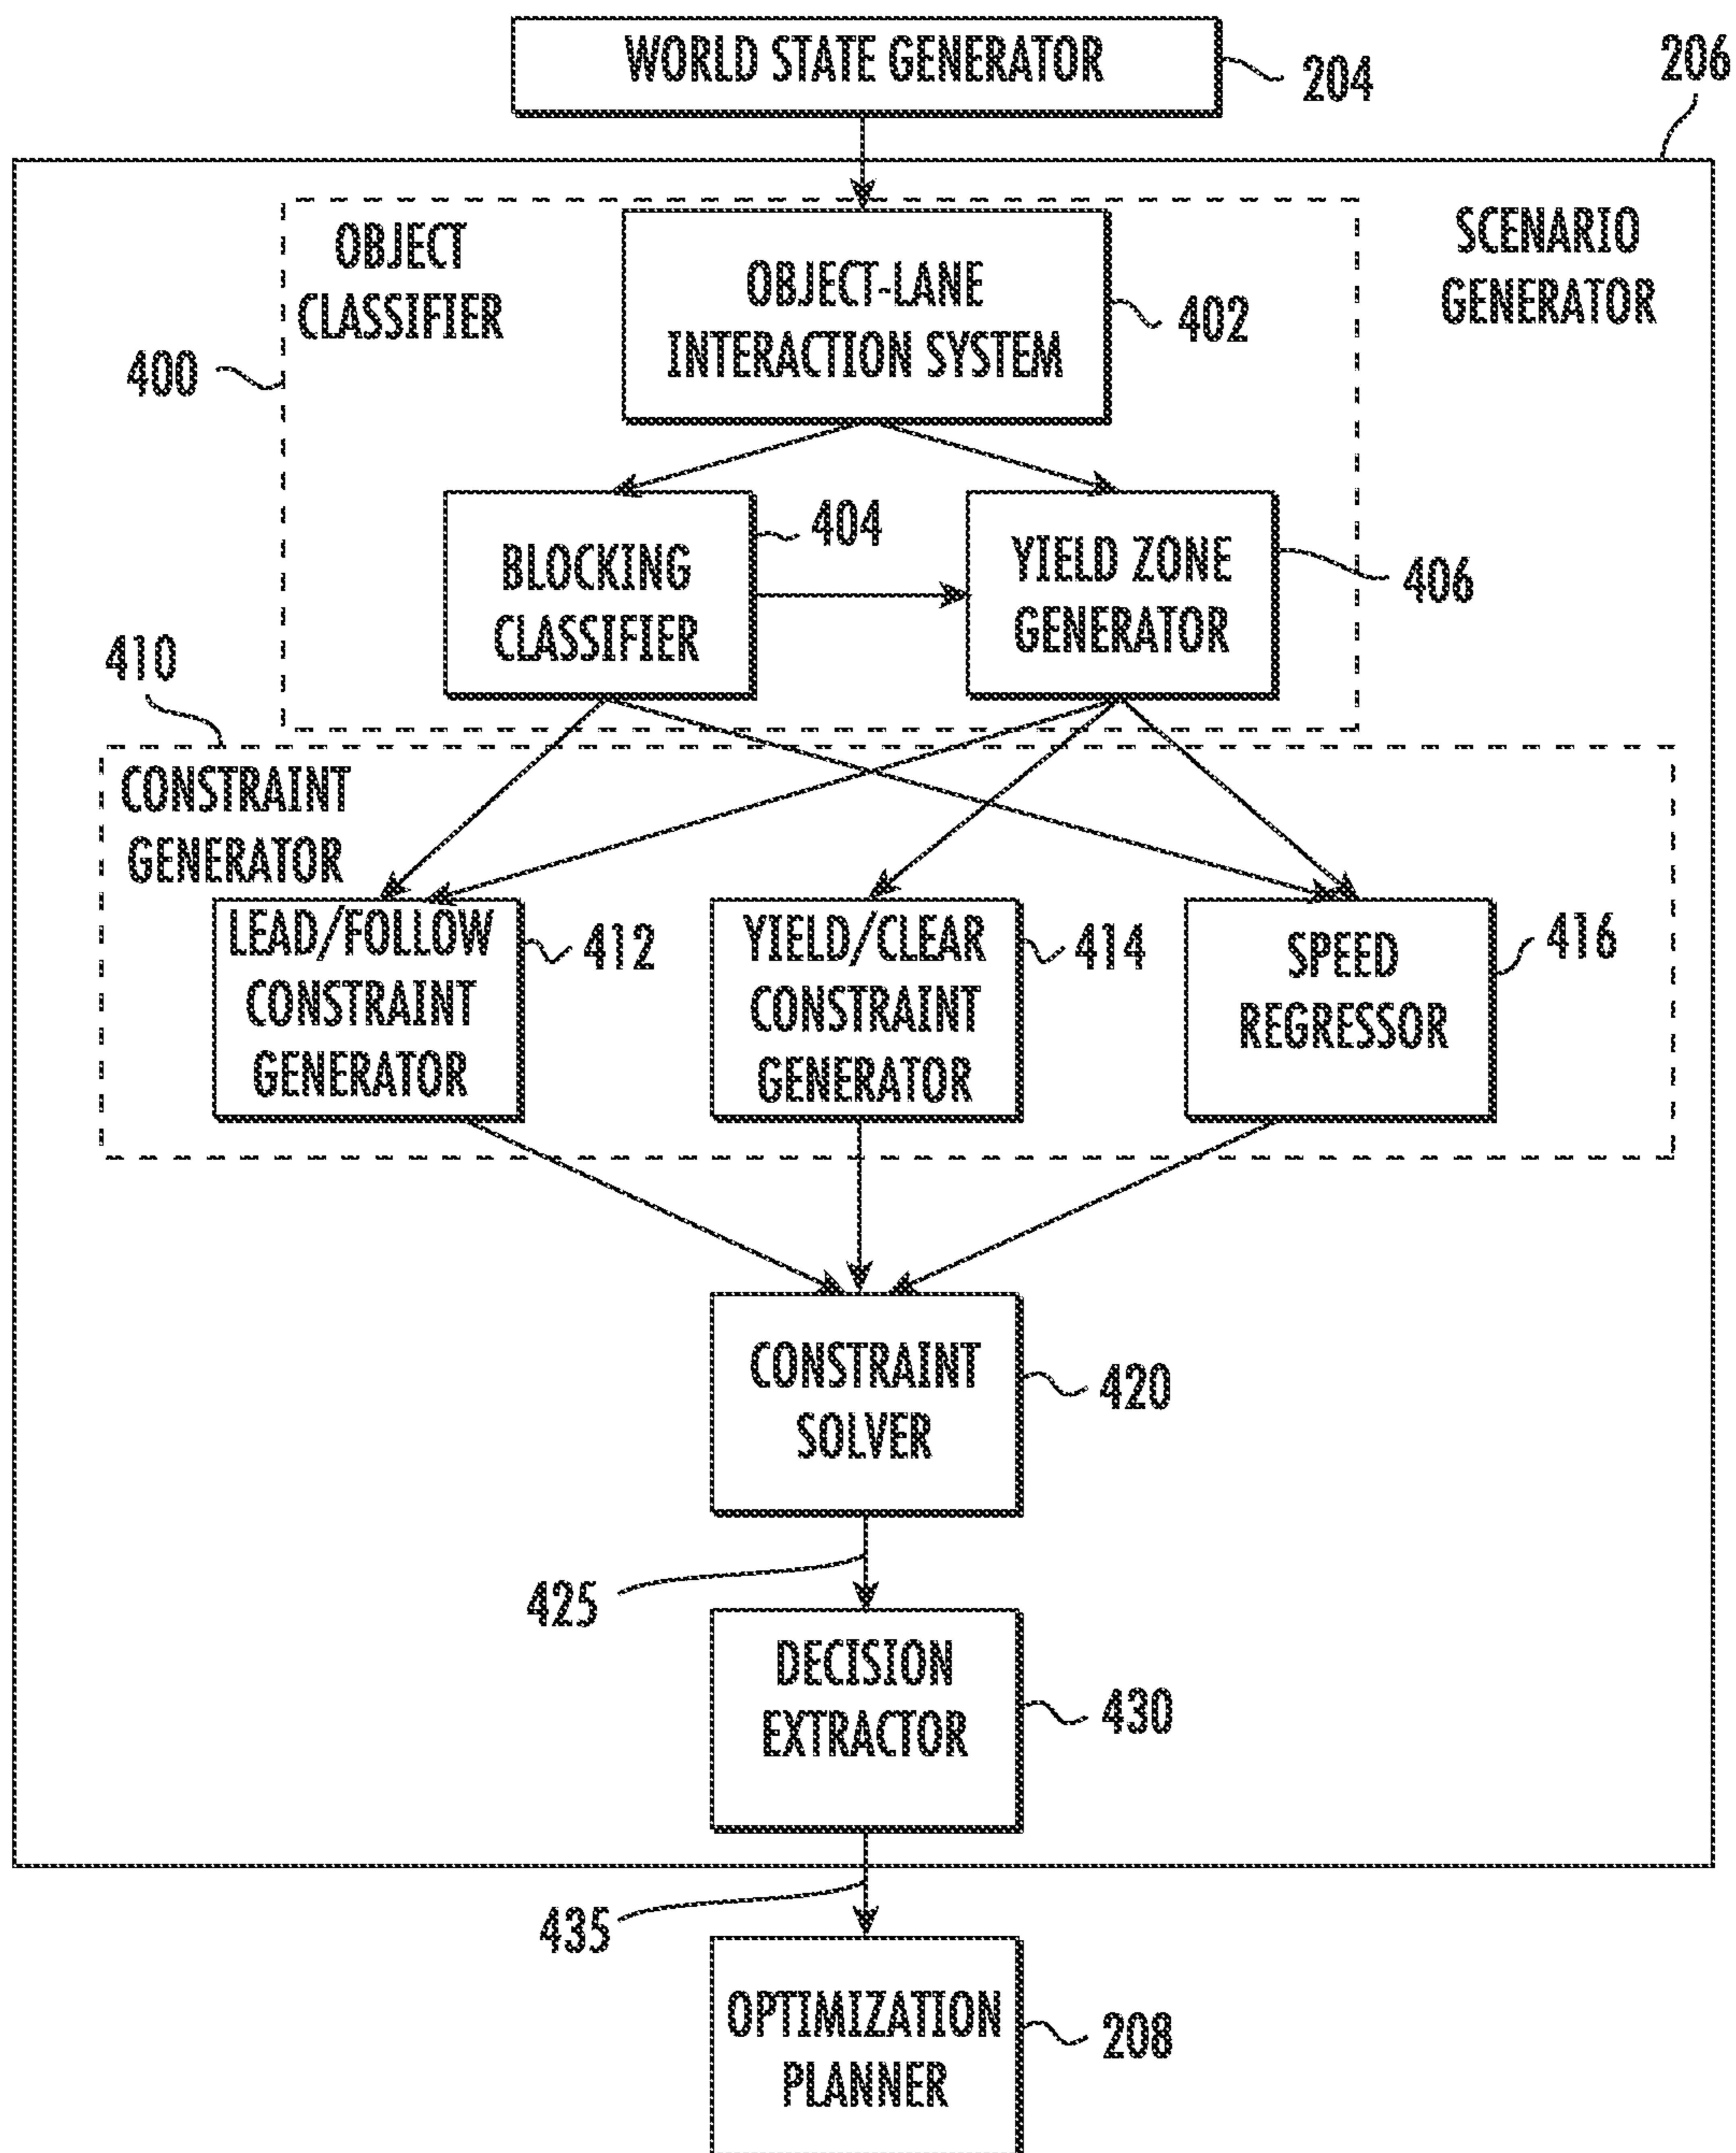 WORLD STATE GENERATOR
204
206
OBJECT
CLASSIFIER
400
OBJECT-LANE
INTERACTION SYSTEM
402
SCENARIO
GENERATOR
BLOCKING
CLASSIFIER
404
YIELD ZONE
GENERATOR
406
410
CONSTRAINT
GENERATOR
LEAD/FOLLOW
CONSTRAINT
GENERATOR
412
YIELD/CLEAR
CONSTRAINT
GENERATOR
414
SPEED
REGRESSOR
416
CONSTRAINT
SOLVER
420
425
DECISION
EXTRACTOR
430
435
OPTIMIZATION
PLANNER
208